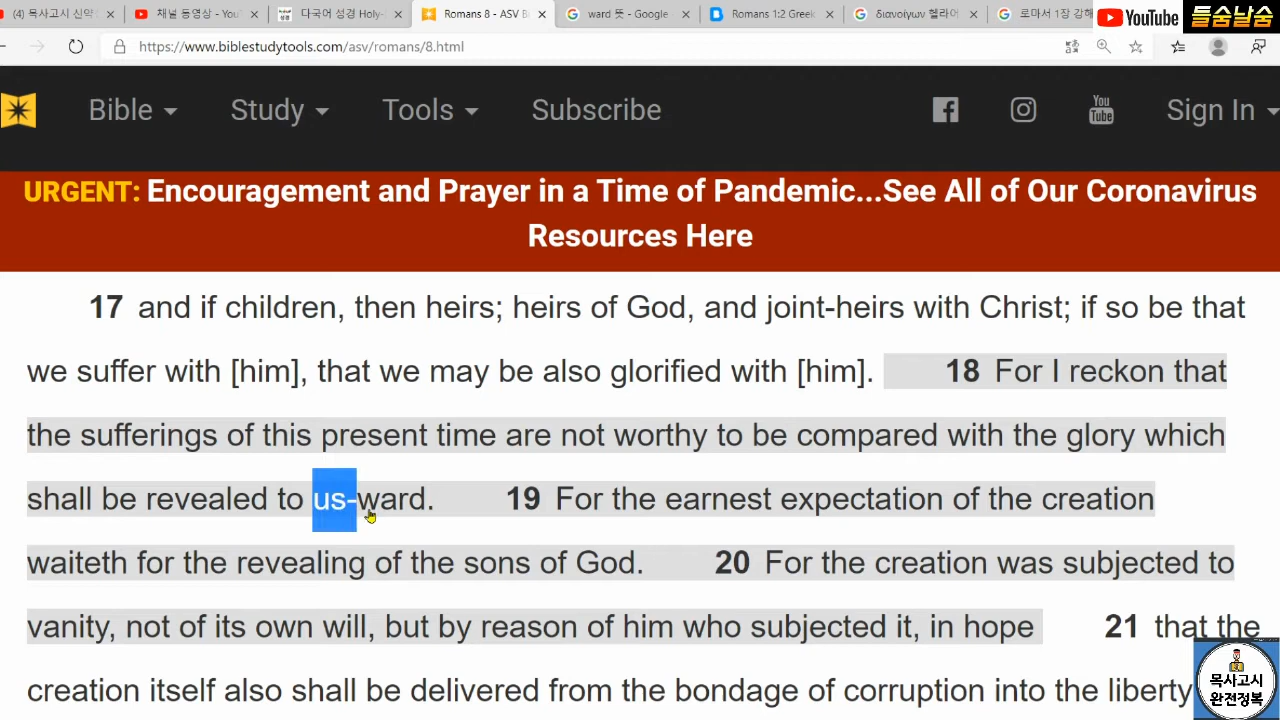 (4) 목사고시 신약
채널 동영상 - You
다국어 성경 Holy-
Romans 8 - ASV B
ward 뜻 - Google
Romans 1:2 Greek
διανοίγων 헬라어
로마서 1장 강해
YouTube
들숨날숨
https://www.biblestudytools.com/asv/romans/8.html
Bible Study Tools Subscribe Sign In
You
Tube
URGENT: Encouragement and Prayer in a Time of Pandemic...See All of Our Coronavirus
Resources Here
17 and if children, then heirs; heirs of God, and joint-heirs with Christ; if so be that
we suffer with [him], that we may be also glorified with [him]. 18 For I reckon that
the sufferings of this present time are not worthy to be compared with the glory which
shall be revealed to us-ward. 19 For the earnest expectation of the creation
waiteth for the revealing of the sons of God. 20 For the creation was subjected to
vanity, not of its own will, but by reason of him who subjected it, in hope 21 that the
creation itself also shall be delivered from the bondage of corruption into the liberty
목사고시
완전정복